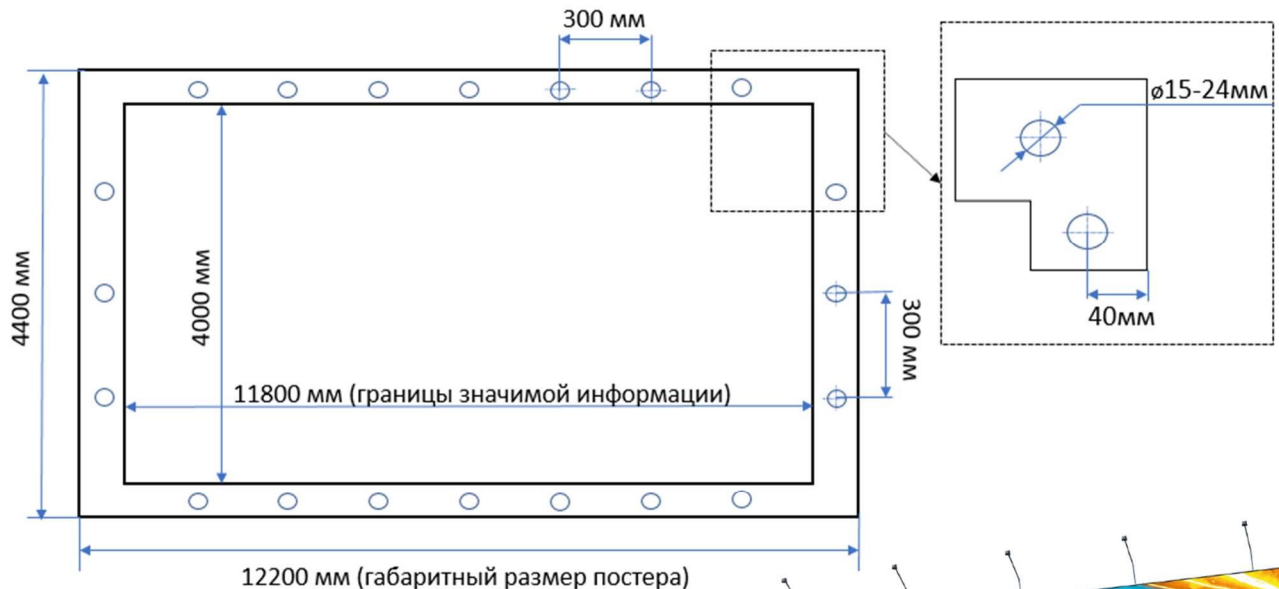 300 мм
ø15-24мм
40мм
4400 мм
4000 мм
300 мм
11800 мм (границы значимой информации)
12200 мм (габаритный размер постера)